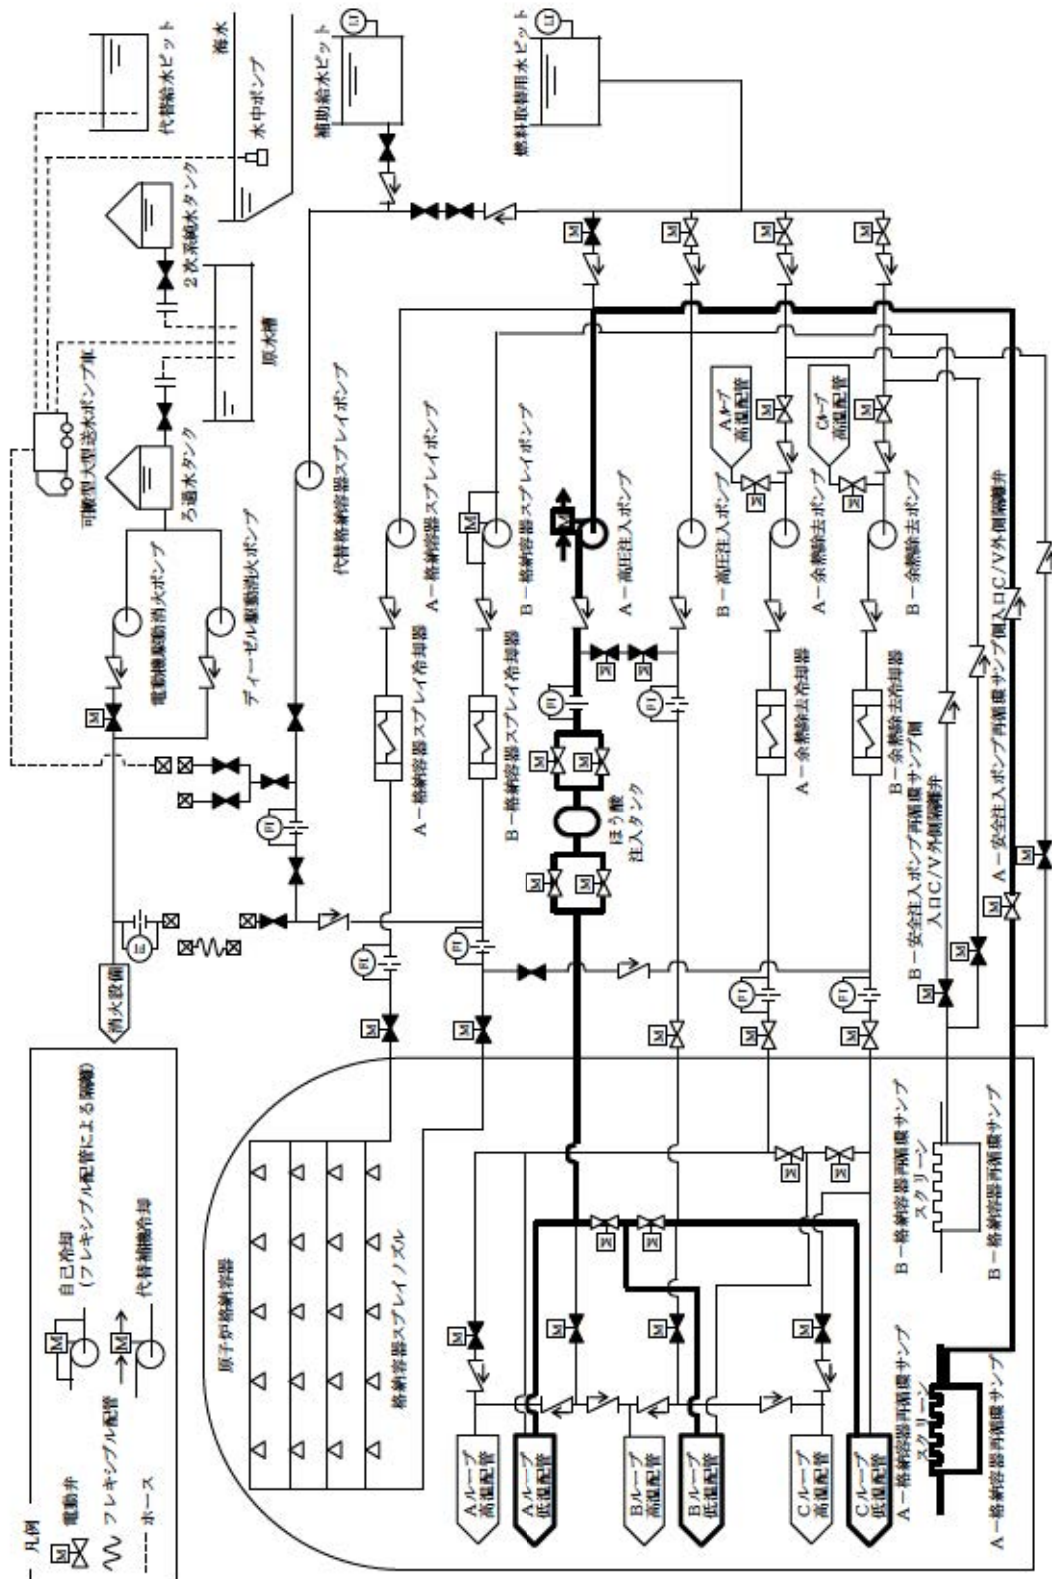 凡例
M
電動弁
フレキシブル配管
ホース
M
自己冷却
(フレキシブル配管による隔離)
M
代替補機冷却
代替給水ピット
海水
水中ポンプ
2次系純水タンク
原水槽
可搬型大型送水ポンプ車
ろ過水タンク
電動機駆動消火ポンプ
ディーゼル駆動消火ポンプ
消火設備
補助給水ピット
LI
燃料取替用水ピット
LI
代替格納容器スプレイポンプ
A-格納容器スプレイポンプ
B-格納容器スプレイポンプ
A-高圧注入ポンプ
B-高圧注入ポンプ
A-余熱除去ポンプ
B-余熱除去ポンプ
Aループ
高温配管
Cループ
高温配管
A-格納容器スプレイ冷却器
B-格納容器スプレイ冷却器
ほう酸
注入タンク
A-余熱除去冷却器
B-余熱除去冷却器
B-安全注入ポンプ再循環サンプ側
入口C/V外側隔離弁
A-安全注入ポンプ再循環サンプ側入口C/V外側隔離弁
FI
FI
FI
FI
FI
FI
FI
原子炉格納容器
格納容器スプレイノズル
Aループ
高温配管
Aループ
低温配管
Bループ
高温配管
Bループ
低温配管
Cループ
高温配管
Cループ
低温配管
B-格納容器再循環サンプ
スクリーン
B-格納容器再循環サンプ
A-格納容器再循環サンプ
スクリーン
A-格納容器再循環サンプ